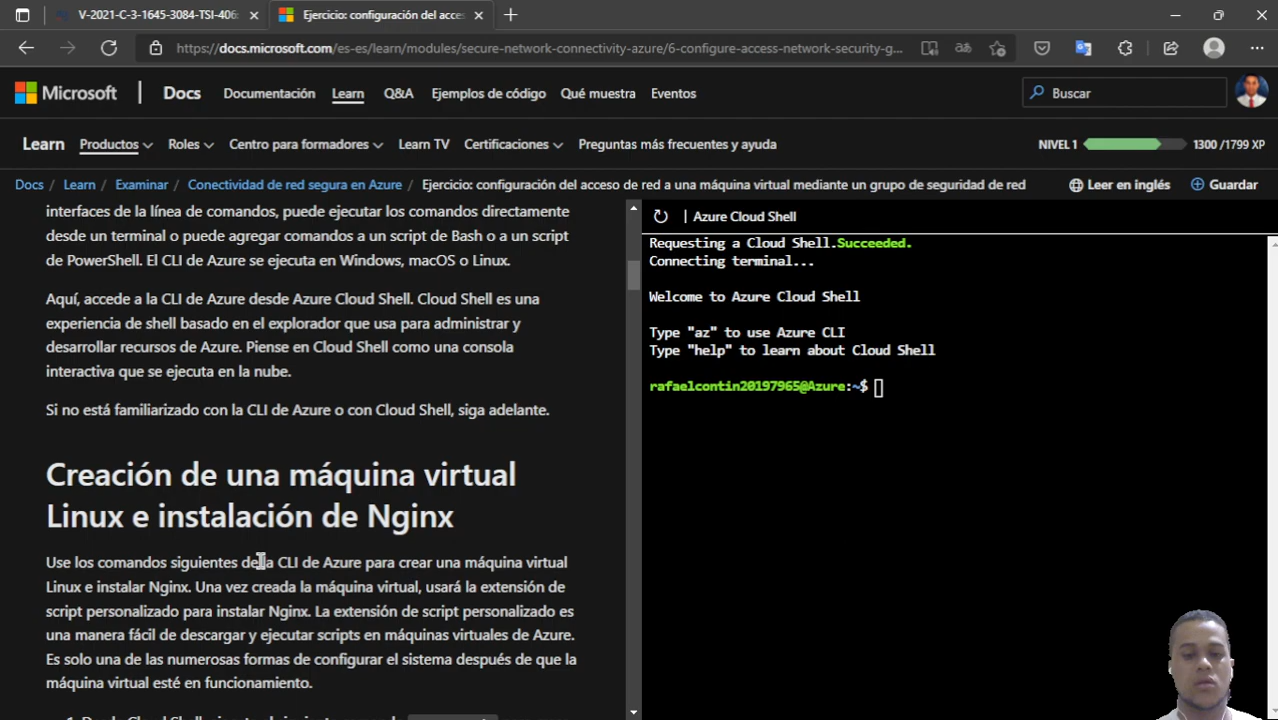 V-2021-C-3-1645-3084-TSI-406:
Ejercicio: configuración del acces
https://docs.microsoft.com/es-es/learn/modules/secure-network-connectivity-azure/6-configure-access-network-security-g...
Microsoft Docs Documentación Learn Q&A Ejemplos de código Qué muestra Eventos Buscar
Learn Productos Roles Centro para formadores Learn TV Certificaciones Preguntas más frecuentes y ayuda NIVEL 1 1300 /1799 XP
Docs / Learn / Examinar / Conectividad de red segura en Azure / Ejercicio: configuración del acceso de red a una máquina virtual mediante un grupo de seguridad de red Leer en inglés Guardar
interfaces de la línea de comandos, puede ejecutar los comandos directamente
desde un terminal o puede agregar comandos a un script de Bash o a un script
de PowerShell. El CLI de Azure se ejecuta en Windows, macOS o Linux.
Aquí, accede a la CLI de Azure desde Azure Cloud Shell. Cloud Shell es una
experiencia de shell basado en el explorador que usa para administrar y
desarrollar recursos de Azure. Piense en Cloud Shell como una consola
interactiva que se ejecuta en la nube.
Si no está familiarizado con la CLI de Azure o con Cloud Shell, siga adelante.
Creación de una máquina virtual
Linux e instalación de Nginx
Use los comandos siguientes de la CLI de Azure para crear una máquina virtual
Linux e instalar Nginx. Una vez creada la máquina virtual, usará la extensión de
script personalizado para instalar Nginx. La extensión de script personalizado es
una manera fácil de descargar y ejecutar scripts en máquinas virtuales de Azure.
Es solo una de las numerosas formas de configurar el sistema después de que la
máquina virtual esté en funcionamiento.
| Azure Cloud Shell
Requesting a Cloud Shell.Succeeded.
Connecting terminal...
Welcome to Azure Cloud Shell
Type "az" to use Azure CLI
Type "help" to learn about Cloud Shell
rafaelcontin20197965@Azure:~$